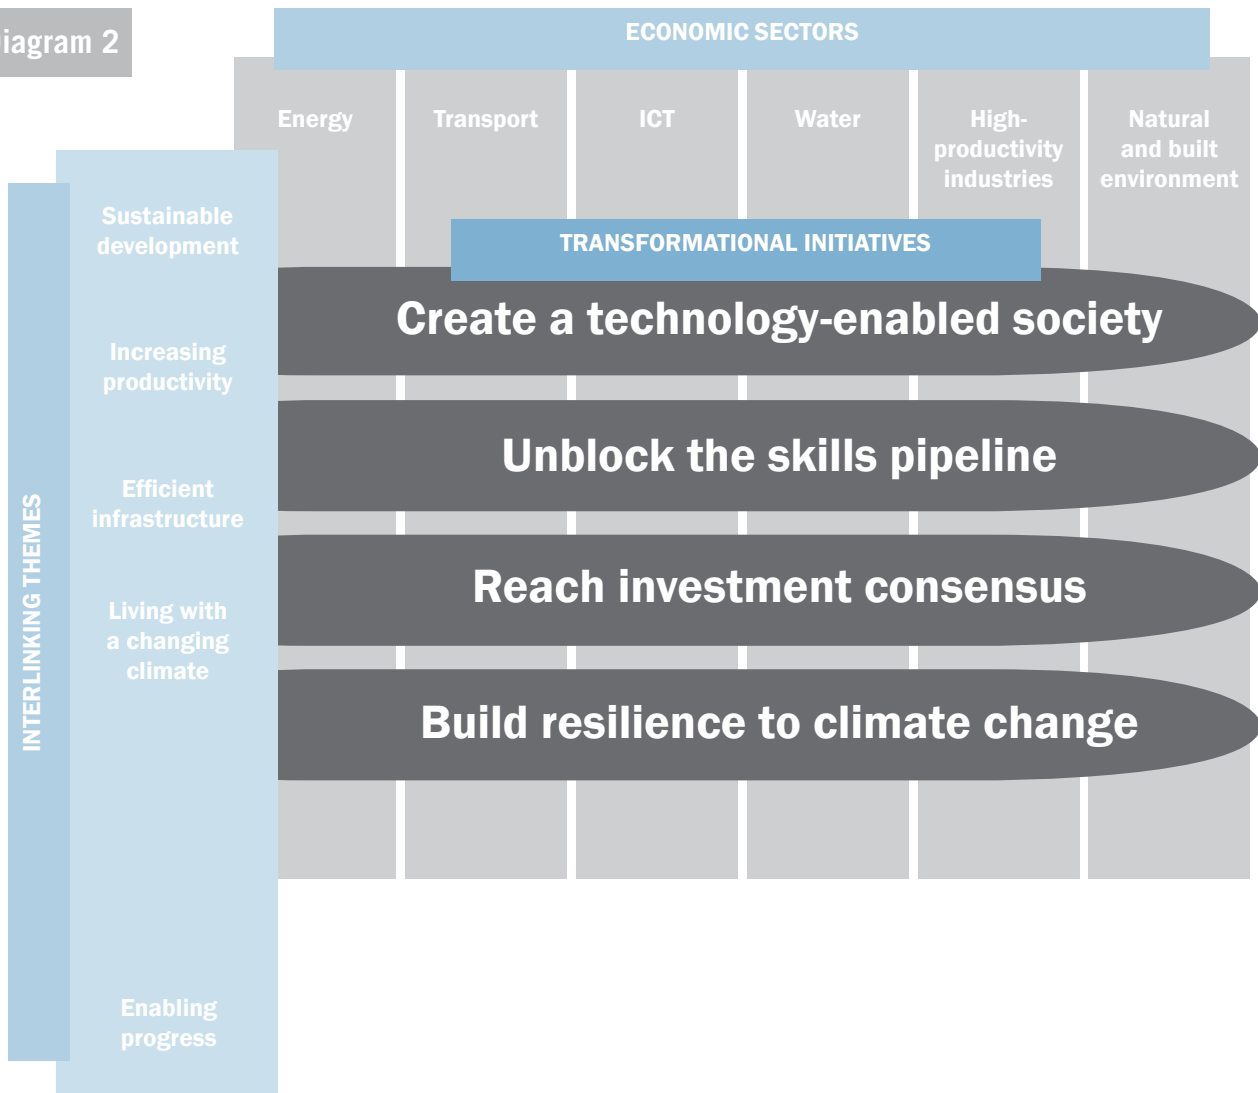 iagram 2
ECONOMIC SECTORS
Energy
Transport
ICT
Water
High-
productivity
industries
Natural
and built
environment
TRANSFORMATIONAL INITIATIVES
INTERLINKING THEMES
Sustainable
development
Increasing
productivity
Efficient
infrastructure
Living with
a changing
climate
Enabling
progress
Create a technology-enabled society
Unblock the skills pipeline
Reach investment consensus
Build resilience to climate change